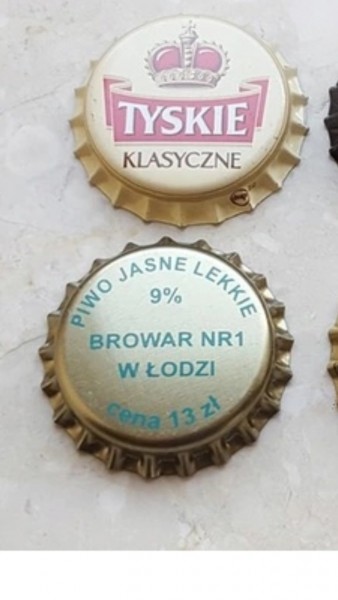 TYSKIE
KLASYCZNE
PIWO JASNE LEKKIE
9%
BROWAR NR1
W ŁODZI
cena 13 zł